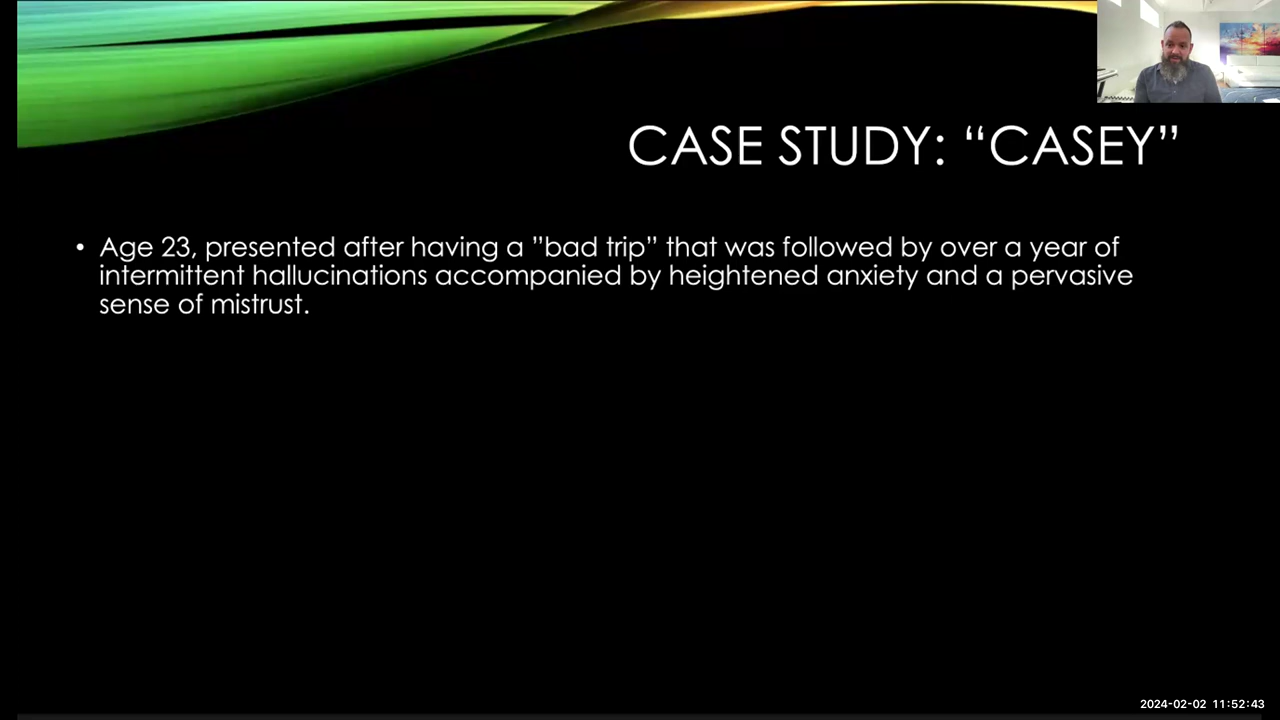 CASE STUDY: “CASEY”
• Age 23, presented after having a ”bad trip” that was followed by over a year of
intermittent hallucinations accompanied by heightened anxiety and a pervasive
sense of mistrust.
2024-02-02 11:52:43